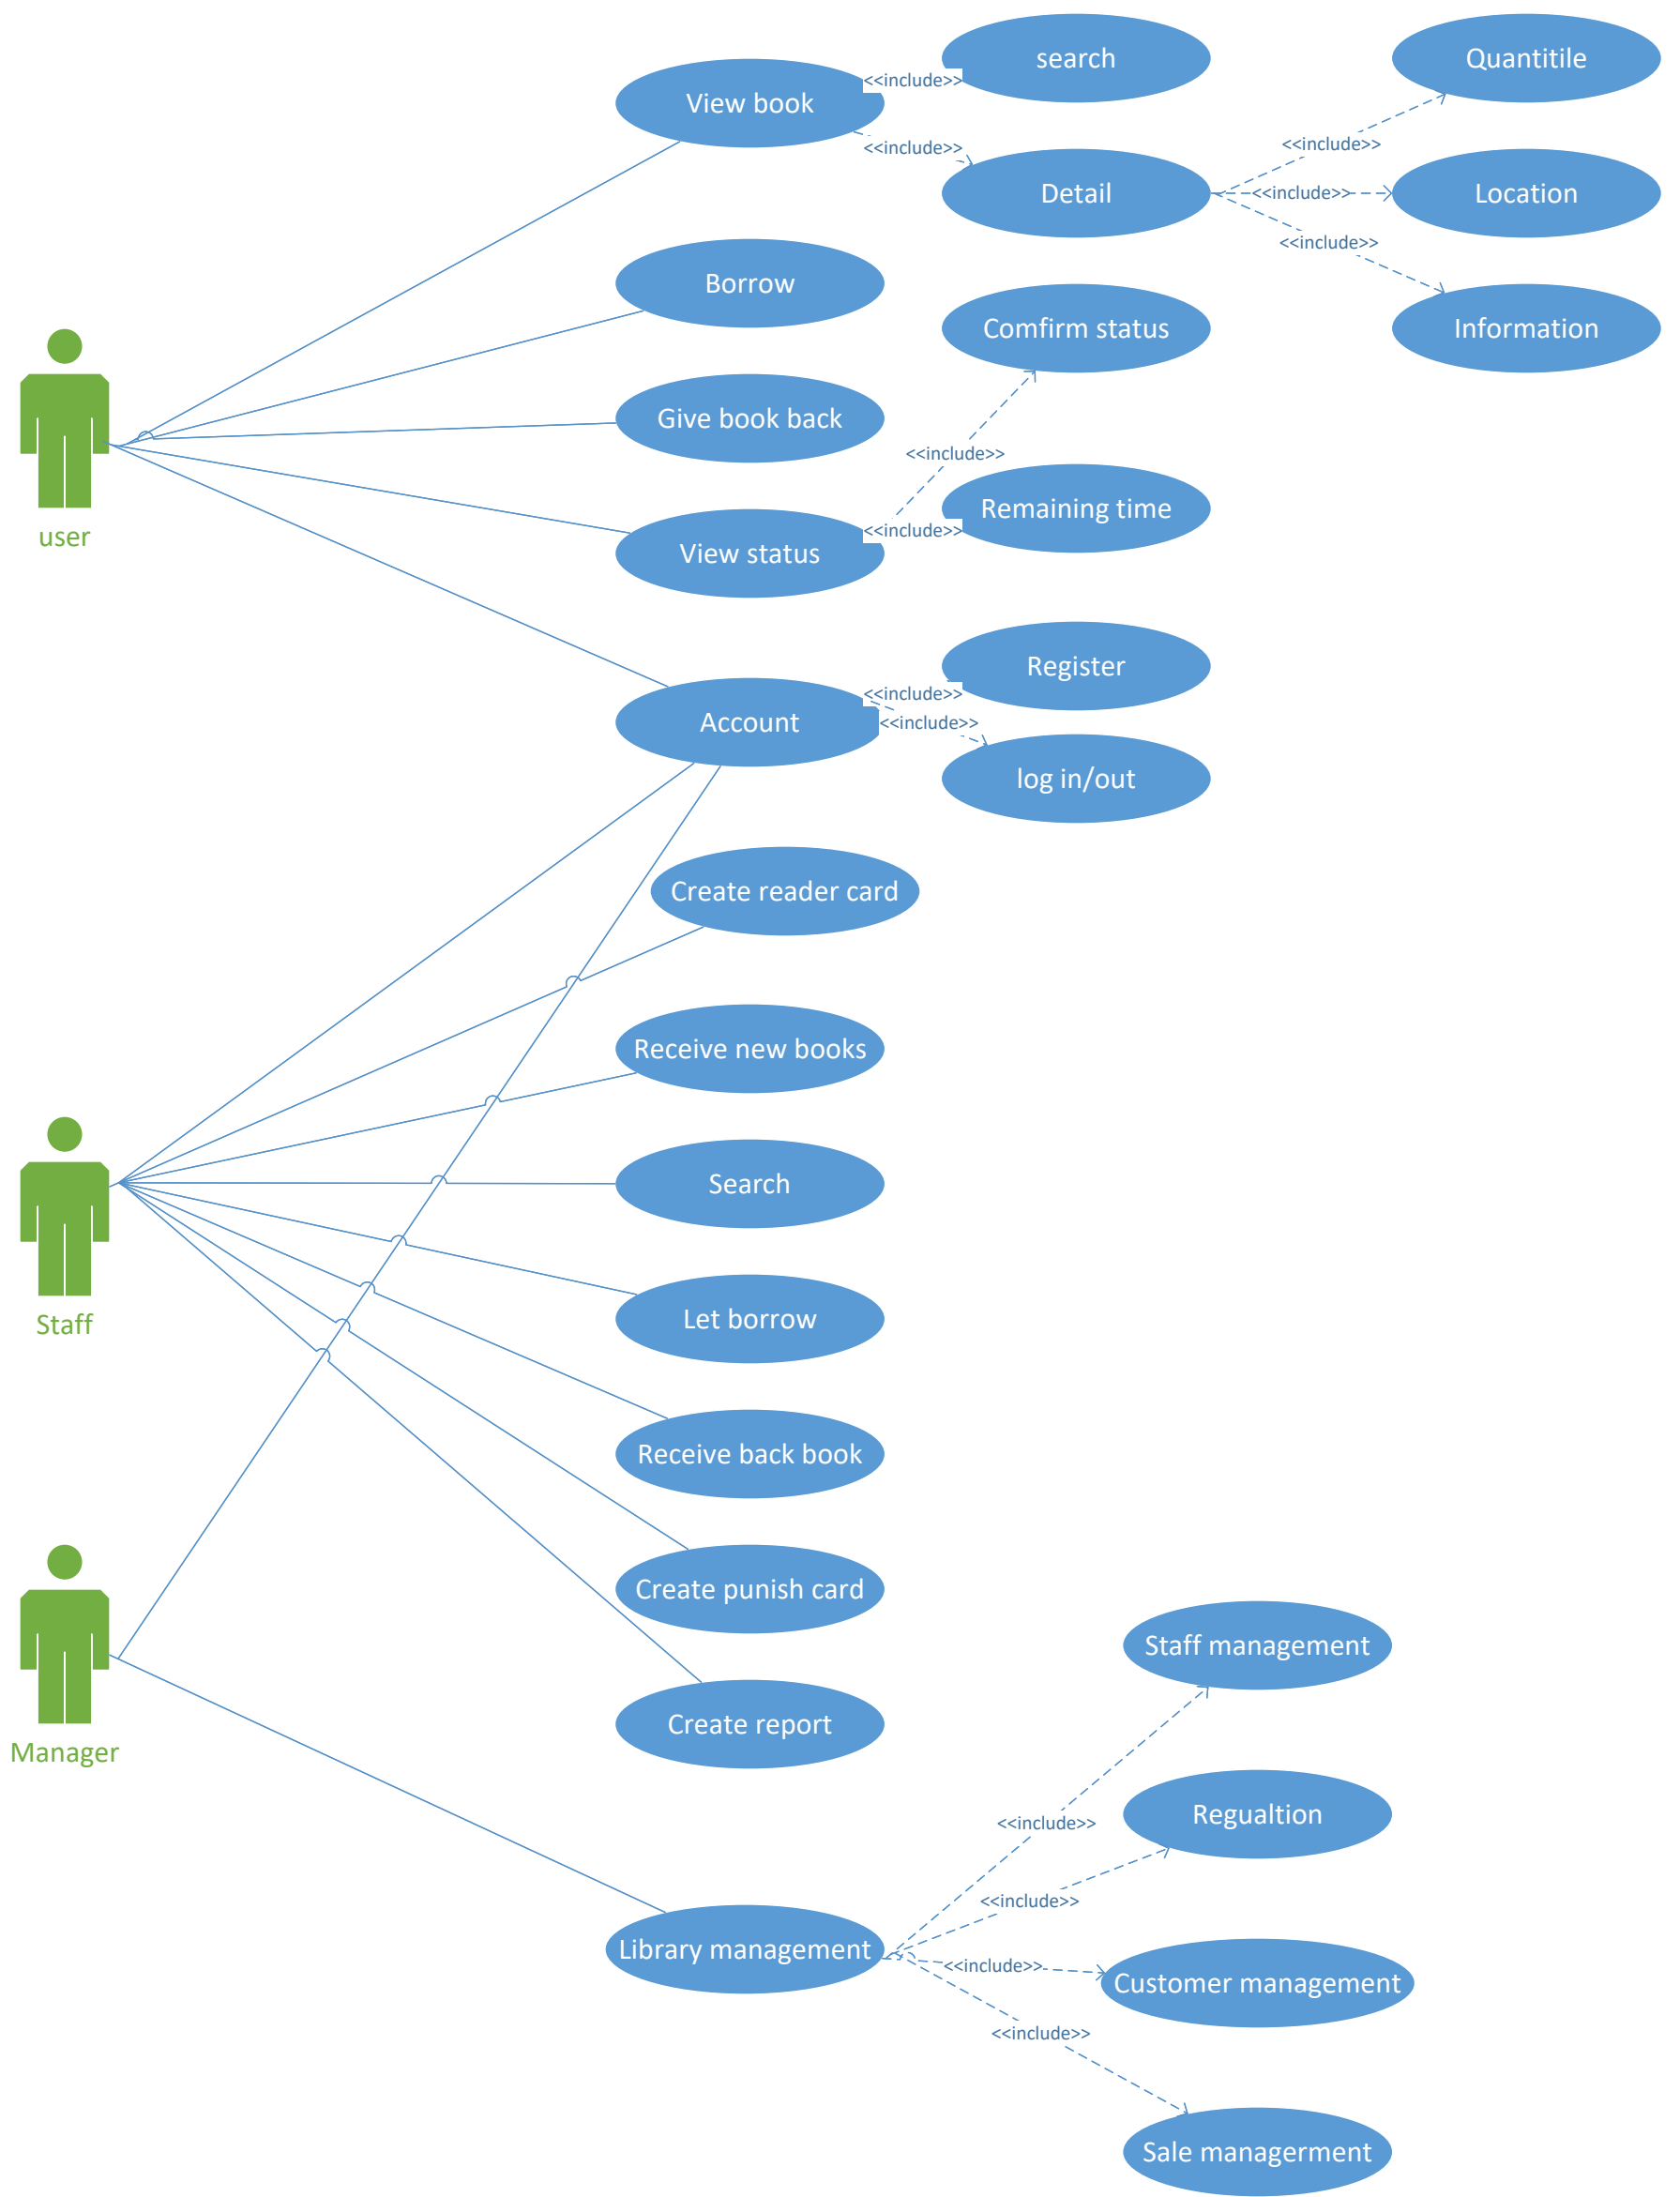 search
Quantitile
<<include>>
View book
<<include>>
<<include>>
Detail
<<include>>
Location
<<include>>
Borrow
Comfirm status
Information
Give book back
<<include>>
Remaining time
user
<<include>>
View status
Register
<<include>>
Account
<<include>>
log in/out
Create reader card
Receive new books
Search
Let borrow
Staff
Receive back book
Create punish card
Staff management
Create report
Manager
Regualtion
<<include>>
<<include>>
Library management
<<include>>
Customer management
<<include>>
Sale managerment